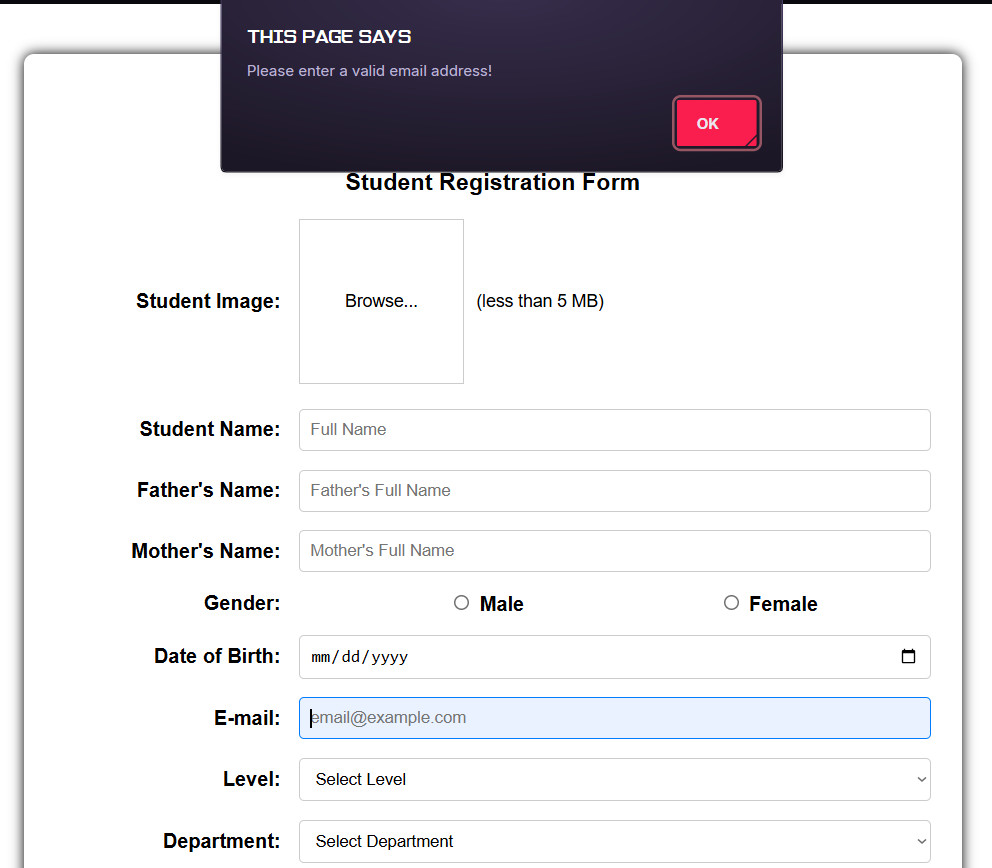 THIS PAGE SAYS
Please enter a valid email address!
OK
Student Registration Form
Student Image: Browse... (less than 5 MB)
Student Name: Full Name
Father's Name: Father's Full Name
Mother's Name: Mother's Full Name
Gender: Male Female
Date of Birth: mm/dd/yyyy
E-mail: email@example.com
Level: Select Level
Department: Select Department